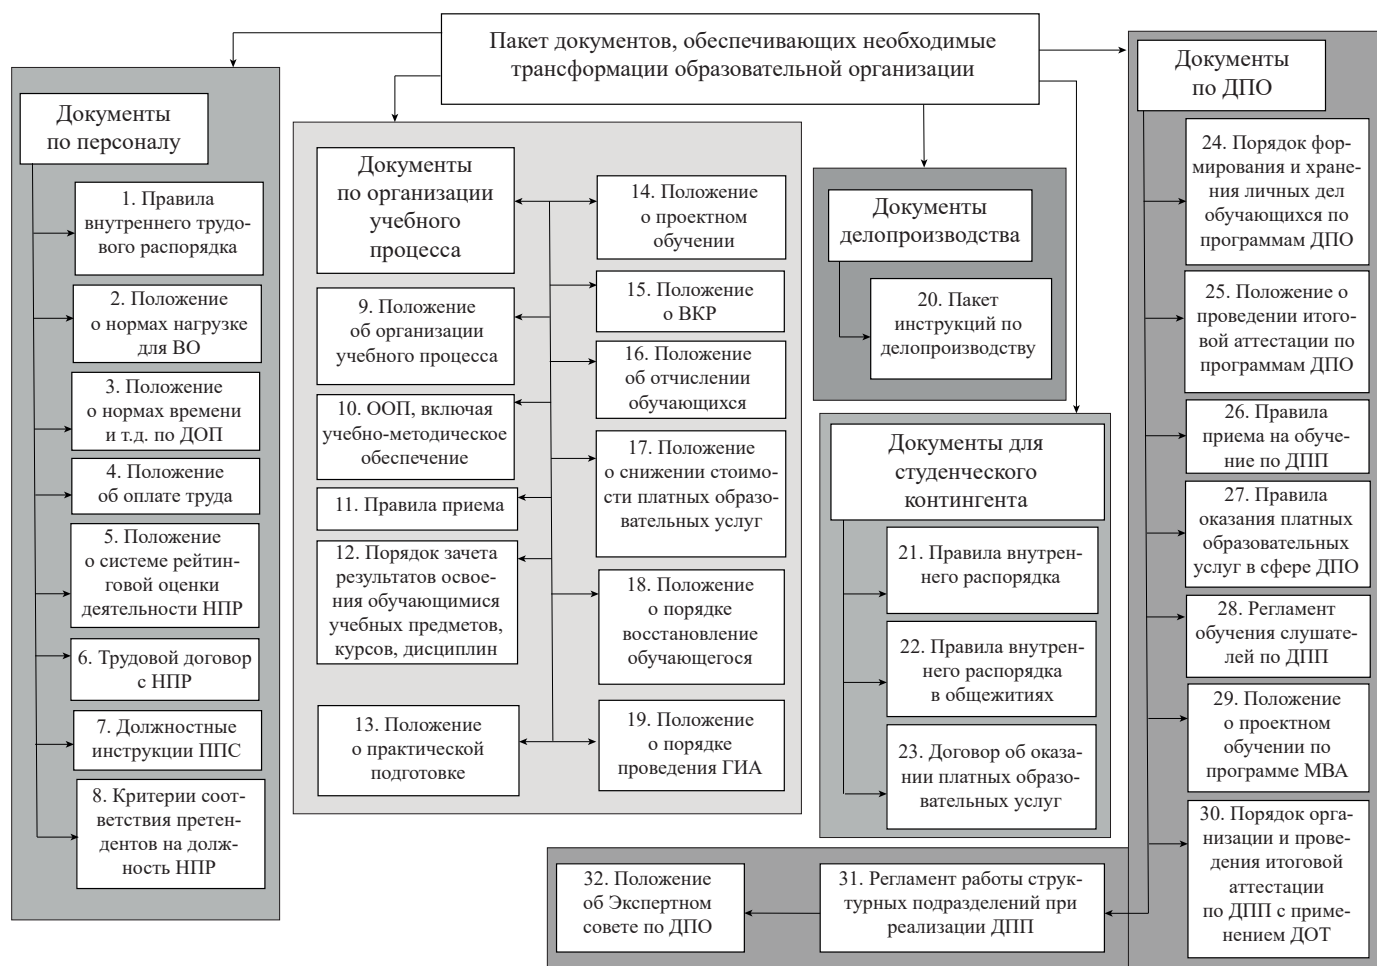 Пакет документов, обеспечивающих необходимые
трансформации образовательной организации
Документы
по персоналу
1. Правила
внутреннего трудо-
вого распорядка
2. Положение
о нормах нагрузке
для ВО
3. Положение
о нормах времени
и т.д. по ДОП
4. Положение
об оплате труда
5. Положение
о системе рейтин-
говой оценки
деятельности НПР
6. Трудовой договор
с НПР
7. Должностные
инструкции ППС
8. Критерии соот-
ветствия претен-
дентов на долж-
ность НПР
Документы
по организации
учебного
процесса
9. Положение
об организации
учебного процесса
10. ООП, включая
учебно-методическое
обеспечение
11. Правила приема
12. Порядок зачета
результатов освое-
ния обучающимися
учебных предметов,
курсов, дисциплин
13. Положение
о практической
подготовке
14. Положение
о проектном
обучении
15. Положение
о ВКР
16. Положение
об отчислении
обучающихся
17. Положение
о снижении стоимо-
сти платных образо-
вательных услуг
18. Положение
о порядке
восстановление
обучающегося
19. Положение
о порядке
проведения ГИА
Документы
делопроизводства
20. Пакет
инструкций по
делопроизводству
Документы для
студенческого
контингента
21. Правила внутрен-
него распорядка
22. Правила внутрен-
него распорядка
в общежитиях
23. Договор об оказа-
нии платных образо-
вательных услуг
Документы
по ДПО
24. Порядок фор-
мирования и хране-
ния личных дел
обучающихся по
программам ДПО
25. Положение о
проведении итого-
вой аттестации по
программам ДПО
26. Правила
приема на обуче-
ние по ДПП
27. Правила
оказания платных
образовательных
услуг в сфере ДПО
28. Регламент
обучения слушате-
лей по ДПП
29. Положение
о проектном
обучении по
программе МВА
30. Порядок орга-
низации и прове-
дения итоговой
аттестации
по ДПП с приме-
нением ДОТ
31. Регламент работы струк-
турных подразделений при
реализации ДПП
32. Положение
об Экспертном
совете по ДПО